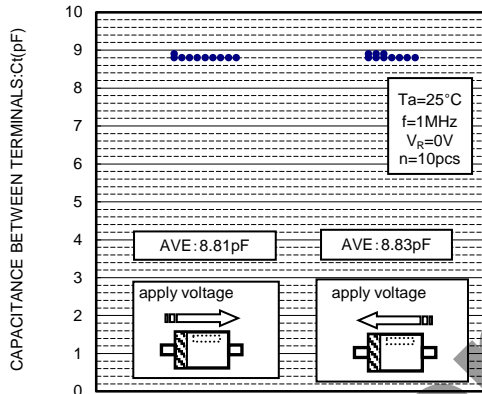 CAPACITANCE BETWEEN TERMINALS:Ct(pF)
10
9
8
7
6
5
4
3
2
1
0
Ta=25°C
f=1MHz
VR=0V
n=10pcs
AVE:8.81pF
AVE:8.83pF
apply voltage
apply voltage